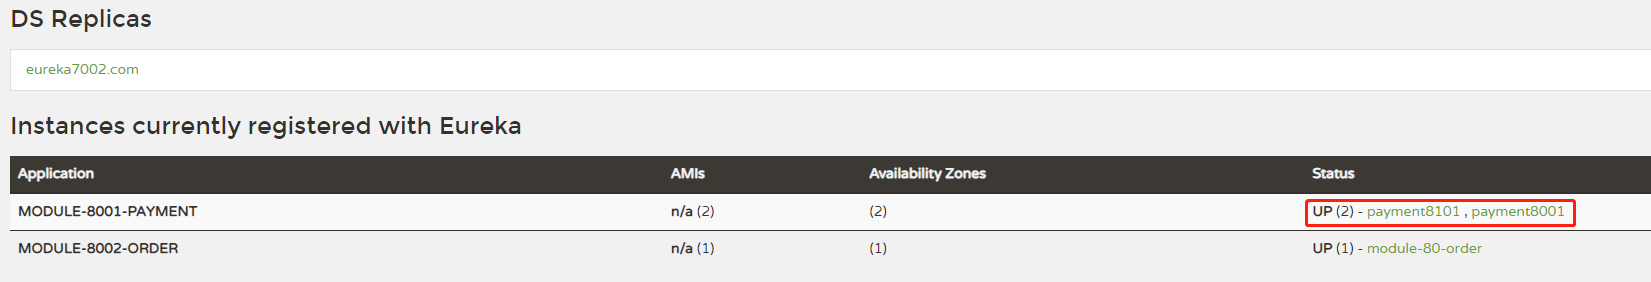 DS Replicas
eureka7002.com
Instances currently registered with Eureka
Application AMIs Availability Zones Status
MODULE-8001-PAYMENT n/a (2) (2) UP (2) - payment8101 , payment8001
MODULE-8002-ORDER n/a (1) (1) UP (1) - module-80-order